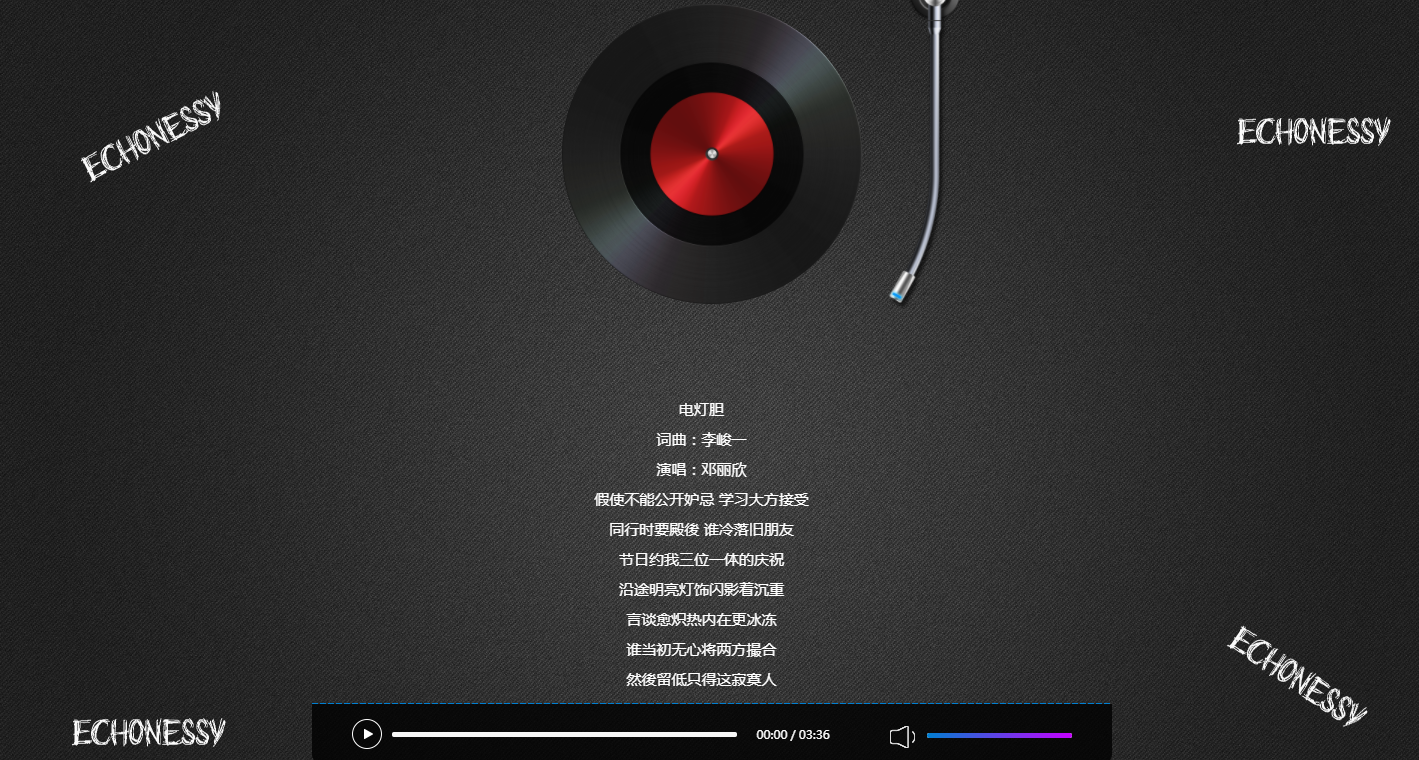 ECHONESSY
ECHONESSY
电灯胆
词曲：李峻一
演唱：邓丽欣
假使不能公开妒忌 学习大方接受
同行时要殿後 谁冷落旧朋友
节日约我三位一体的庆祝
沿途明亮灯饰闪影着沉重
言谈愈炽热内在更冰冻
谁当初无心将两方撮合
然後留低只得这寂寞人
ECHONESSY
ECHONESSY
00:00 / 03:36